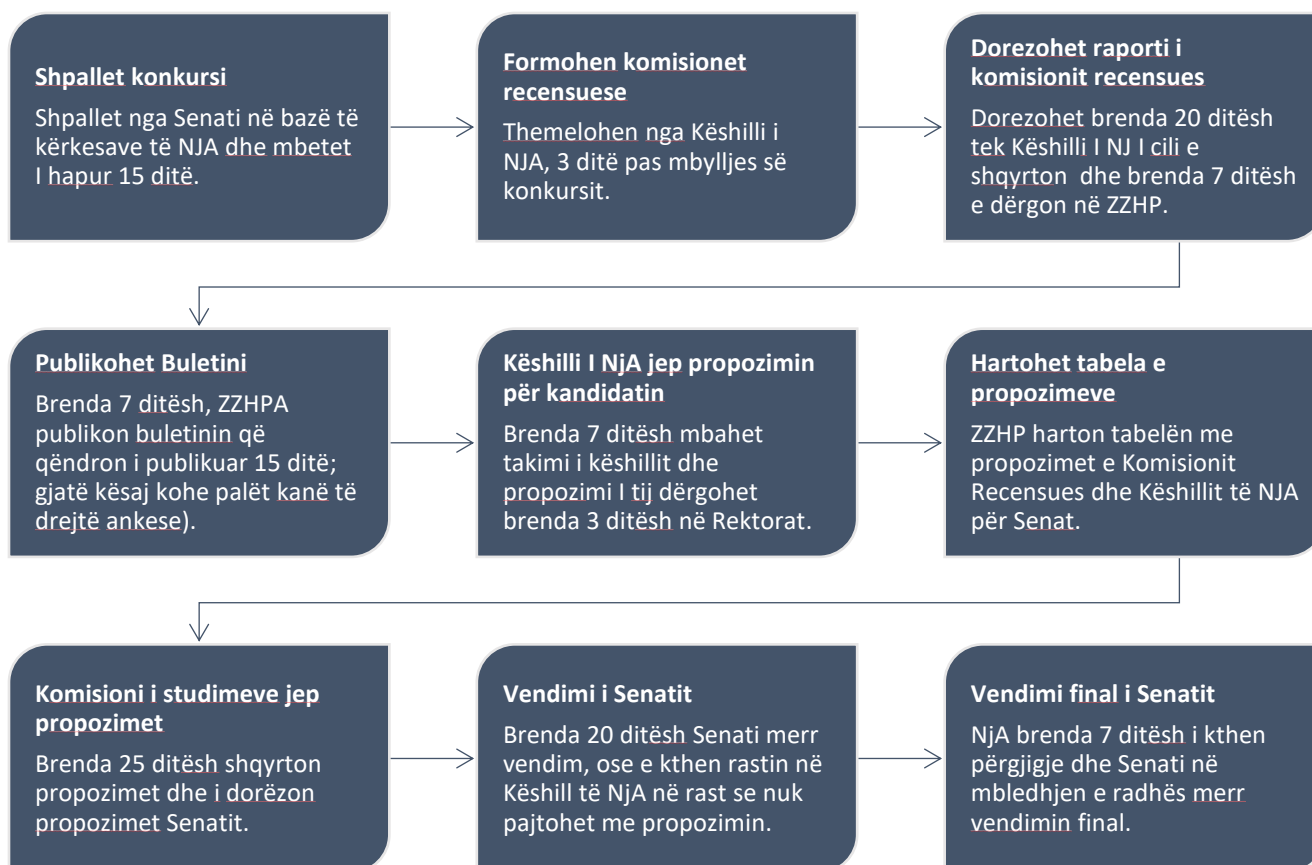 Shpallet konkursi
Shpallet nga Senati në bazë të
kërkesave të NJA dhe mbetet
I hapur 15 ditë.
Formohen komisionet
recensuese
Themelohen nga Këshilli i
NJA, 3 ditë pas mbylljes së
konkursit.
Dorezohet raporti i
komisionit recensues
Dorezohet brenda 20 ditësh
tek Këshilli I NJ I cili e
shqyrton  dhe brenda 7 ditësh
e dërgon në ZZHP.
Publikohet Buletini
Brenda 7 ditësh, ZZHPA
publikon buletinin që
qëndron i publikuar 15 ditë;
gjatë kësaj kohe palët kanë të
drejtë ankese).
Këshilli I NjA jep propozimin
për kandidatin
Brenda 7 ditësh mbahet
takimi i këshillit dhe
propozimi I tij dërgohet
brenda 3 ditësh në Rektorat.
Hartohet tabela e
propozimeve
ZZHP harton tabelën me
propozimet e Komisionit
Recensues dhe Këshillit të NJA
për Senat.
Komisioni i studimeve jep
propozimet
Brenda 25 ditësh shqyrton
propozimet dhe i dorëzon
propozimet Senatit.
Vendimi i Senatit
Brenda 20 ditësh Senati merr
vendim, ose e kthen rastin në
Këshill të NjA në rast se nuk
pajtohet me propozimin.
Vendimi final i Senatit
NjA brenda 7 ditësh i kthen
përgjigje dhe Senati në
mbledhjen e radhës merr
vendimin final.